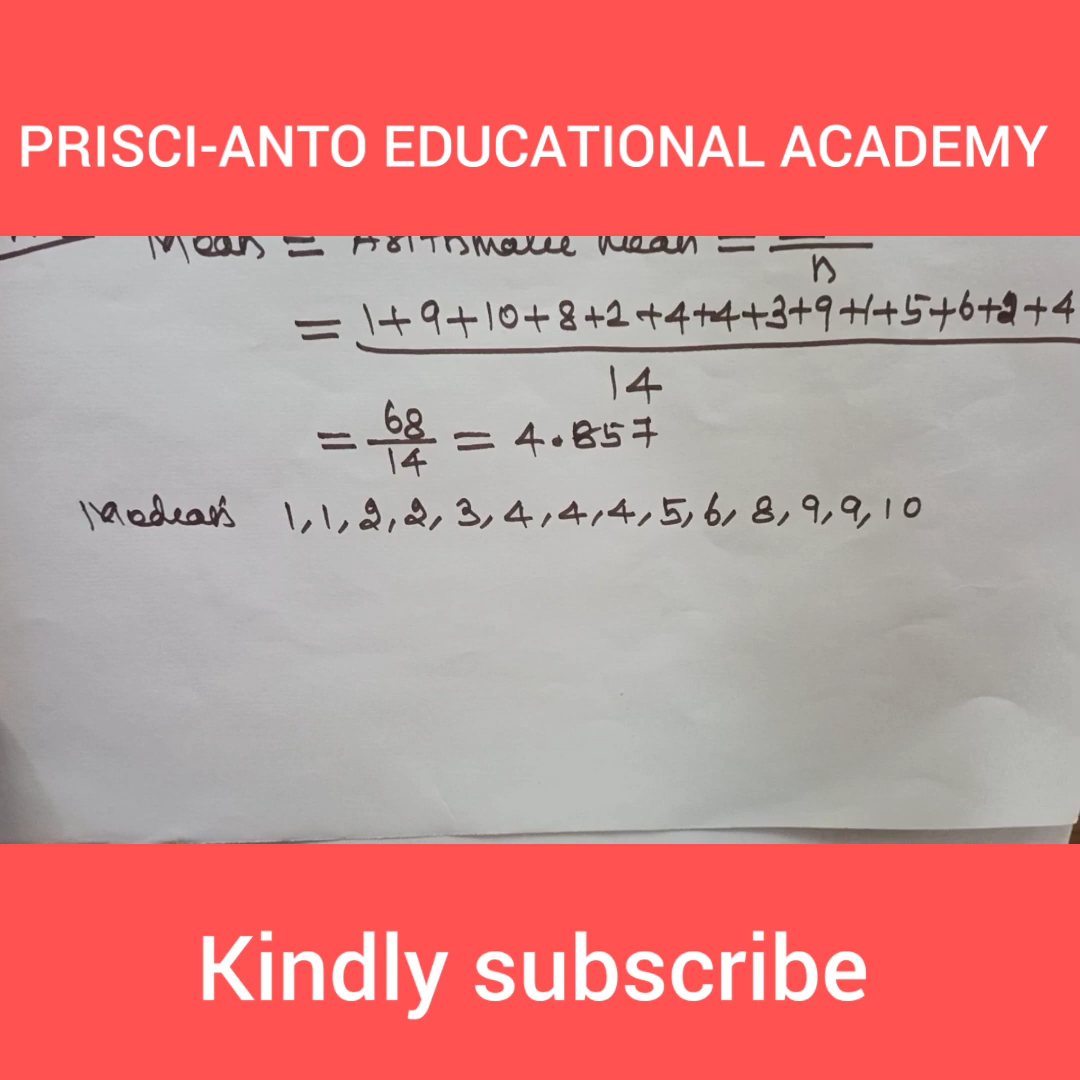 PRISCI-ANTO EDUCATIONAL ACADEMY
Mean = Arithmatic Mean = n
= 1+9+10+8+2+4+4+3+9+1+5+6+2+4
14
= 68/14 = 4.857
Median 1,1,2,2,3,4,4,4,5,6,8,9,9,10
Kindly subscribe